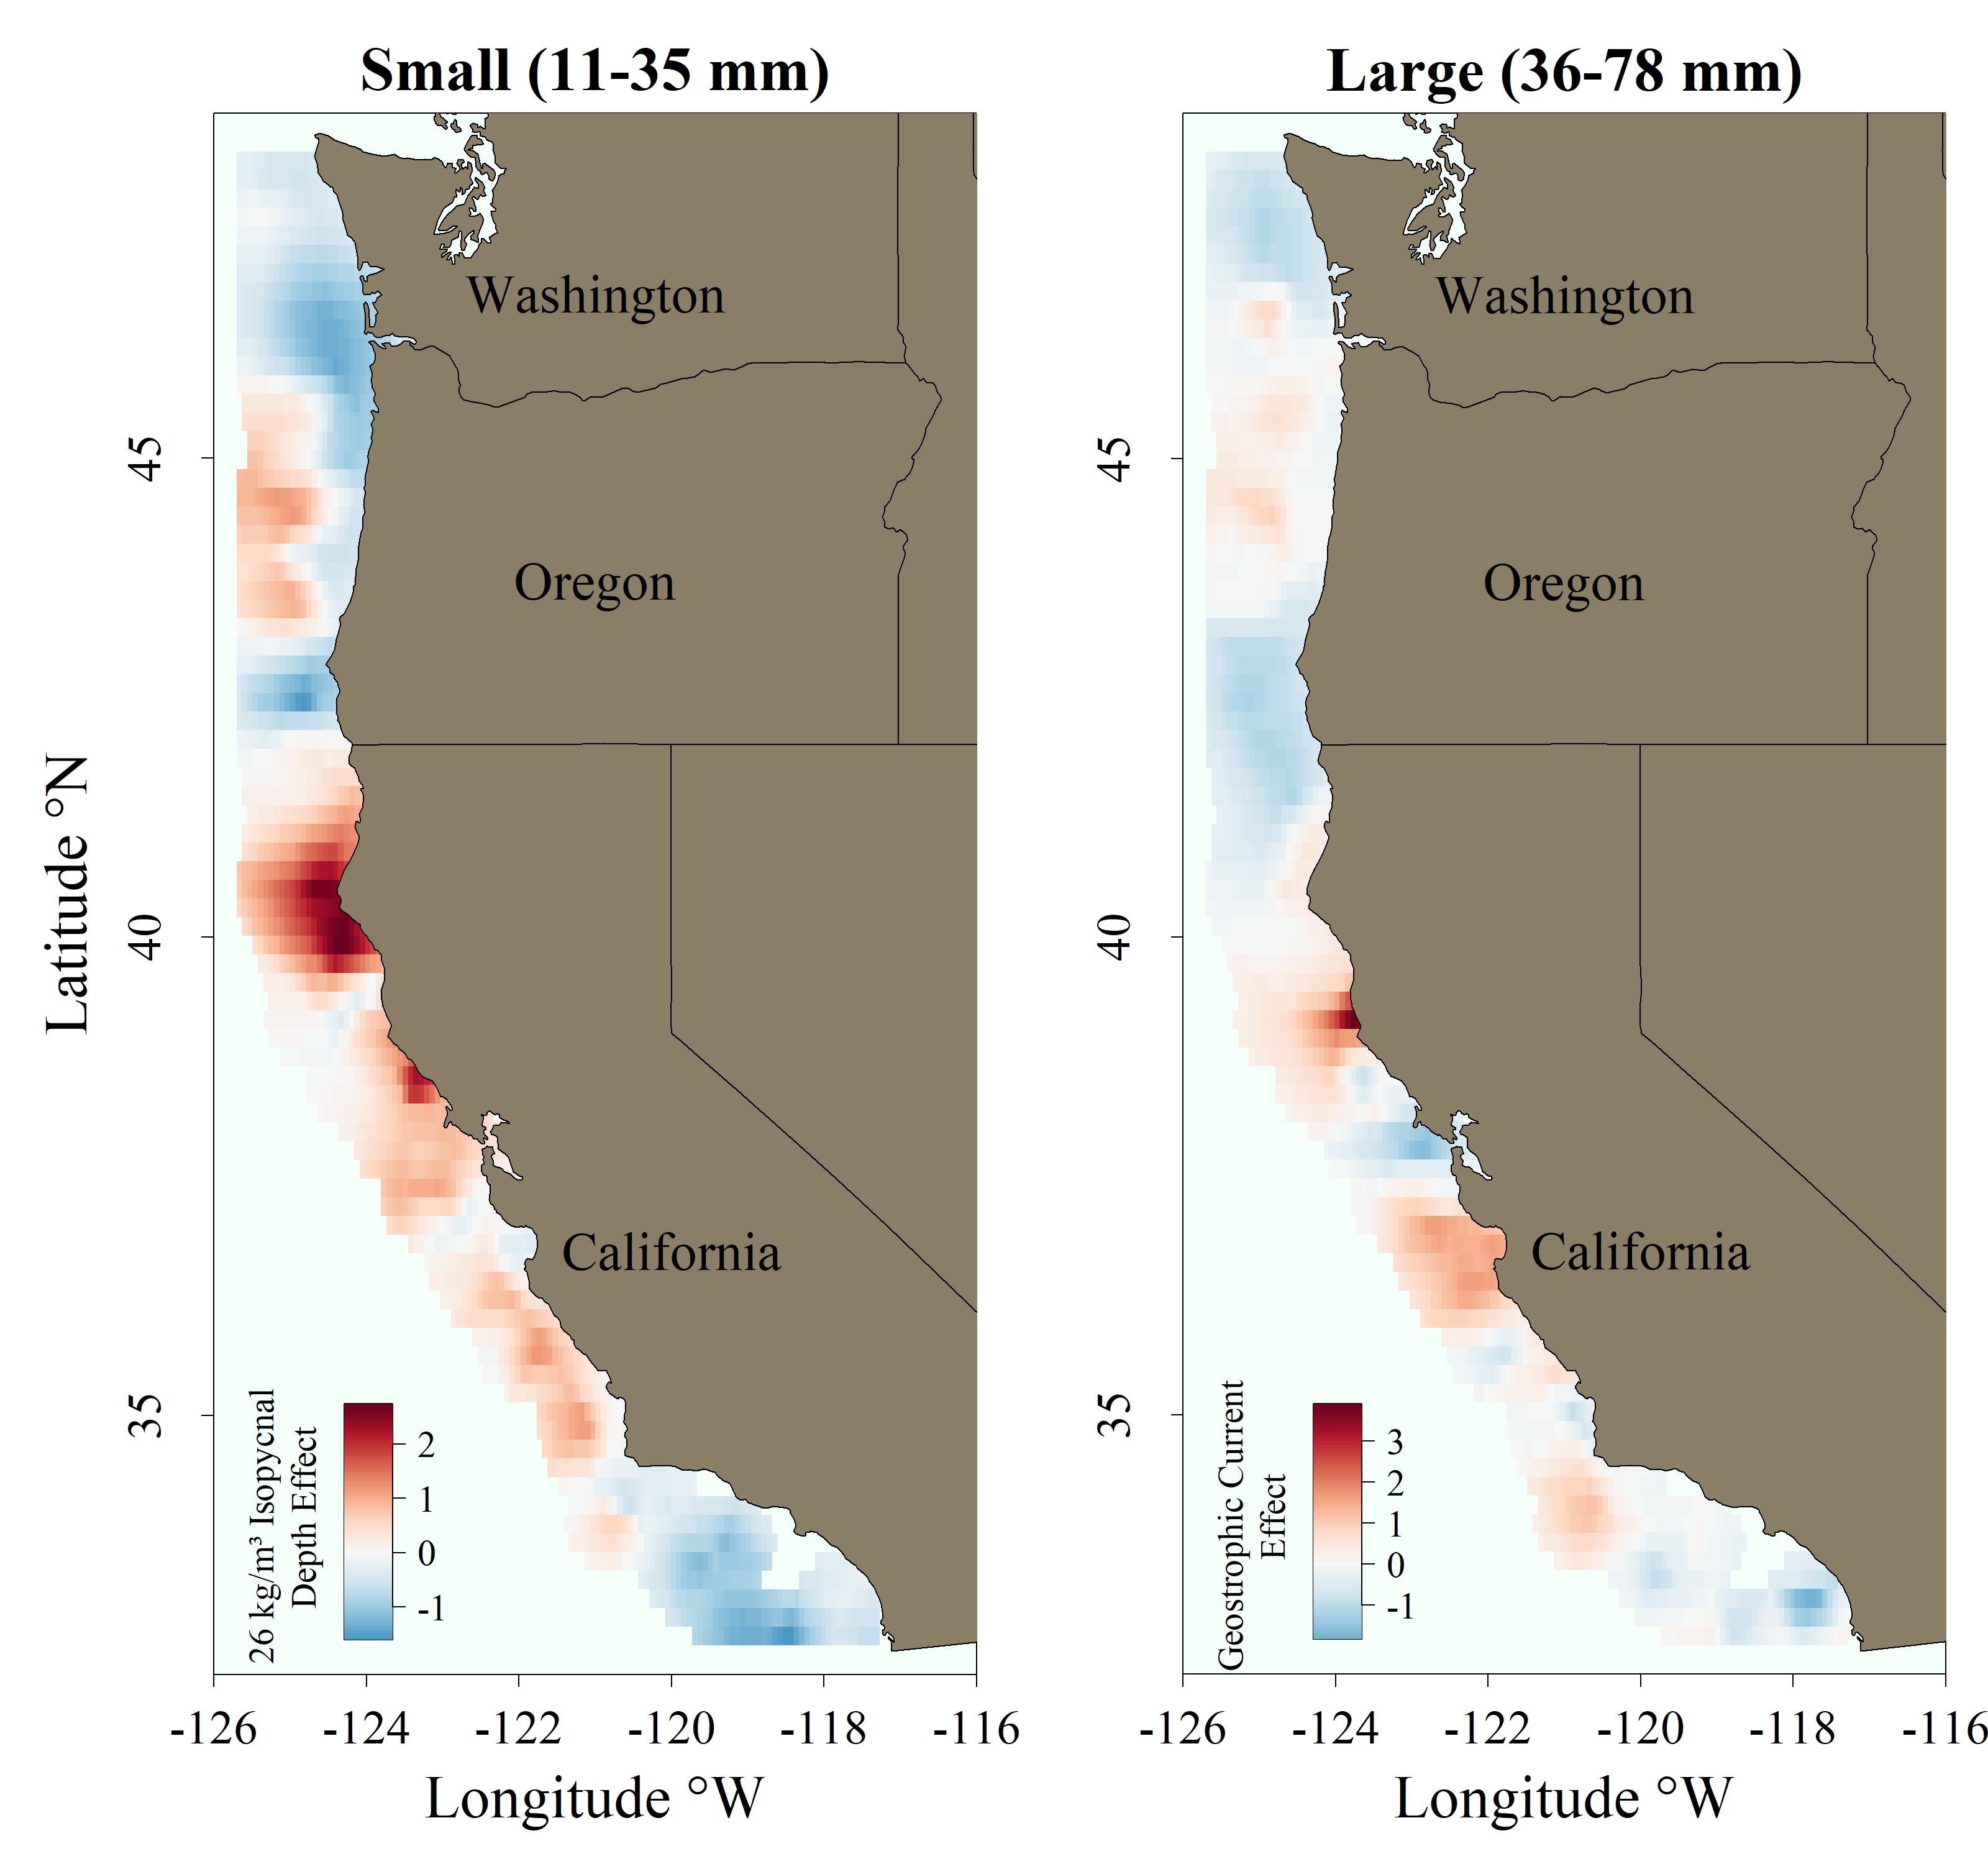 Small (11-35 mm)
Large (36-78 mm)
Latitude °N
45
40
35
Washington
Oregon
California
26 kg/m³ Isopycnal
Depth Effect
2
1
0
-1
-126
-124
-122
-120
-118
-116
Longitude °W
45
40
35
Washington
Oregon
California
Geostrophic Current
Effect
3
2
1
0
-1
-126
-124
-122
-120
-118
-116
Longitude °W